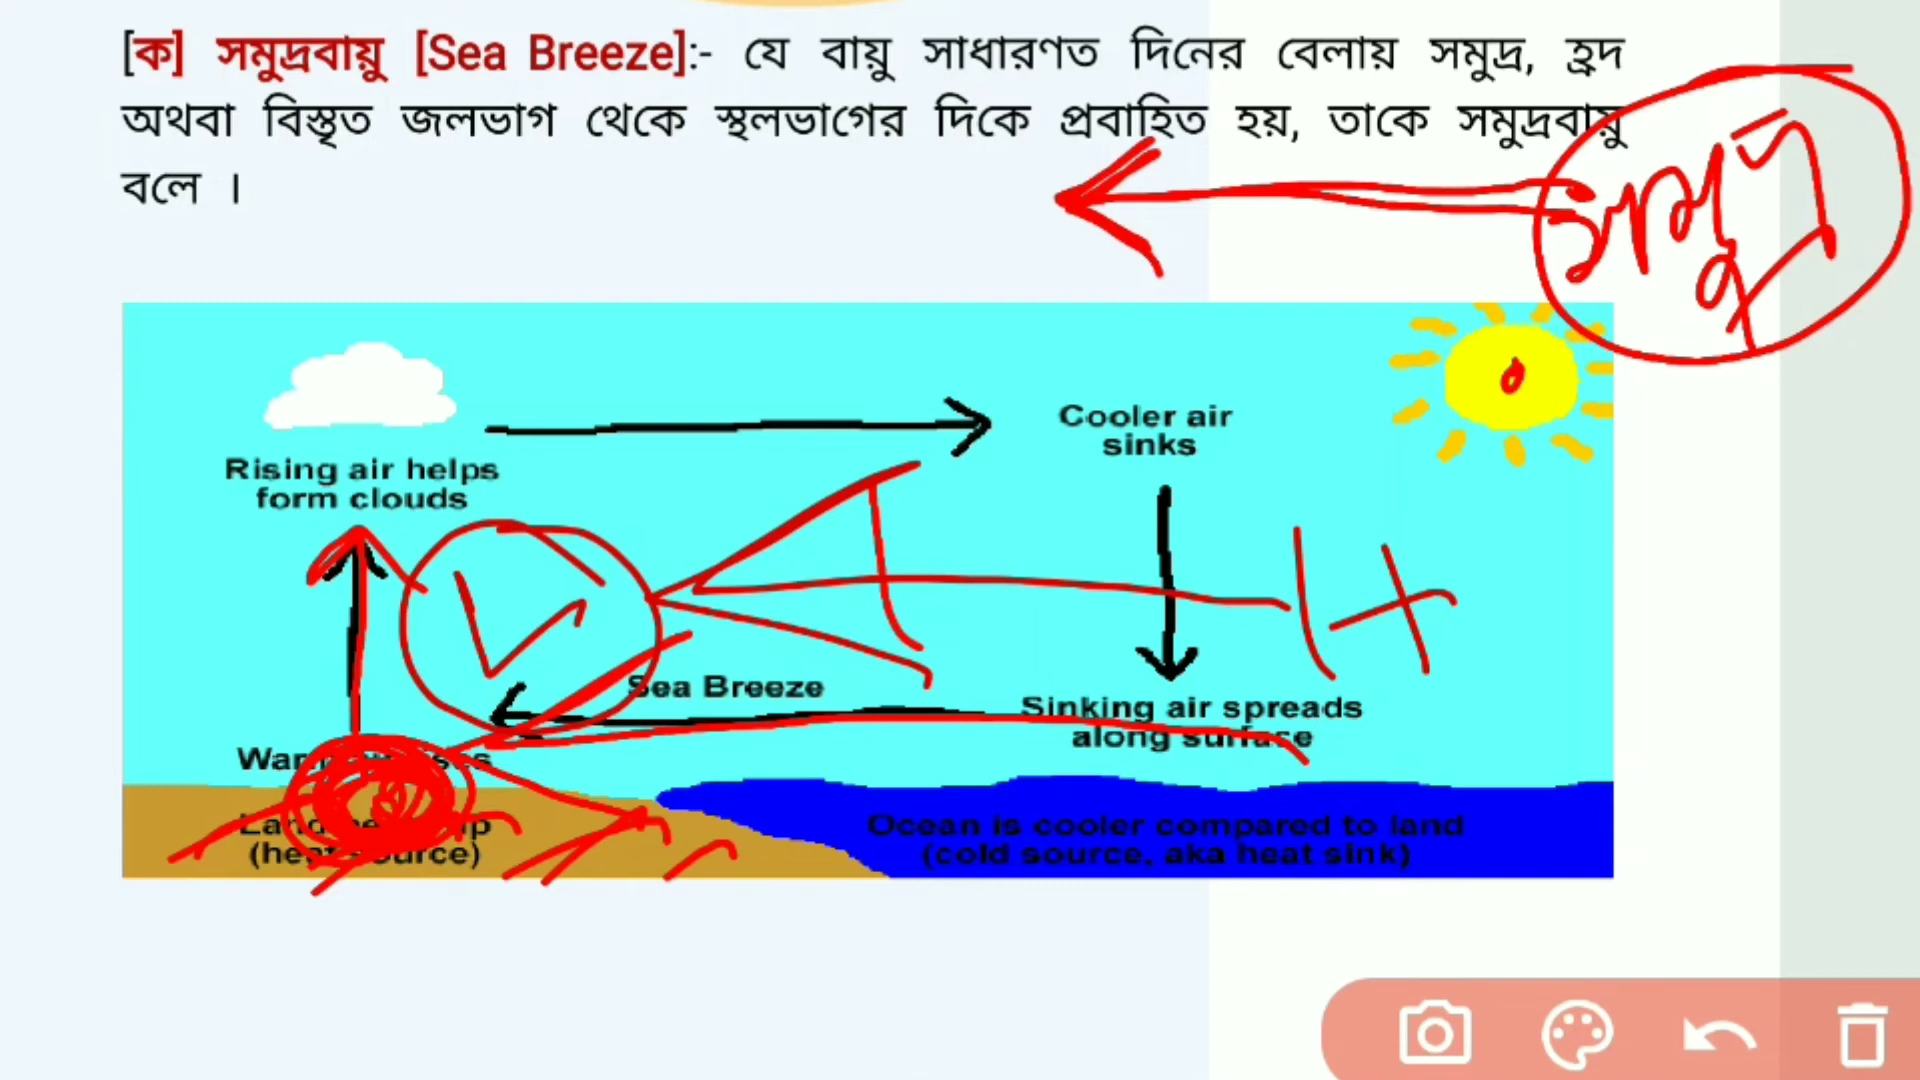 [ক] সমুদ্রবায়ু [Sea Breeze]:- যে বায়ু সাধারণত দিনের বেলায় সমুদ্র, হ্রদ
অথবা বিস্তৃত জলভাগ থেকে স্থলভাগের দিকে প্রবাহিত হয়, তাকে সমুদ্রবায়ু
বলে ।
Cooler air
sinks
Rising air helps
form clouds
L
H
Sea Breeze
Sinking air spreads
along surface
Ocean is cooler compared to land
(cold source, aka heat sink)